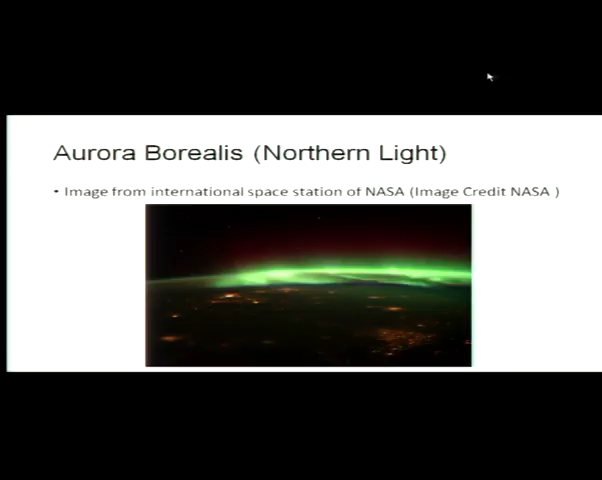 Aurora Borealis (Northern Light)
• Image from international space station of NASA (Image Credit NASA )